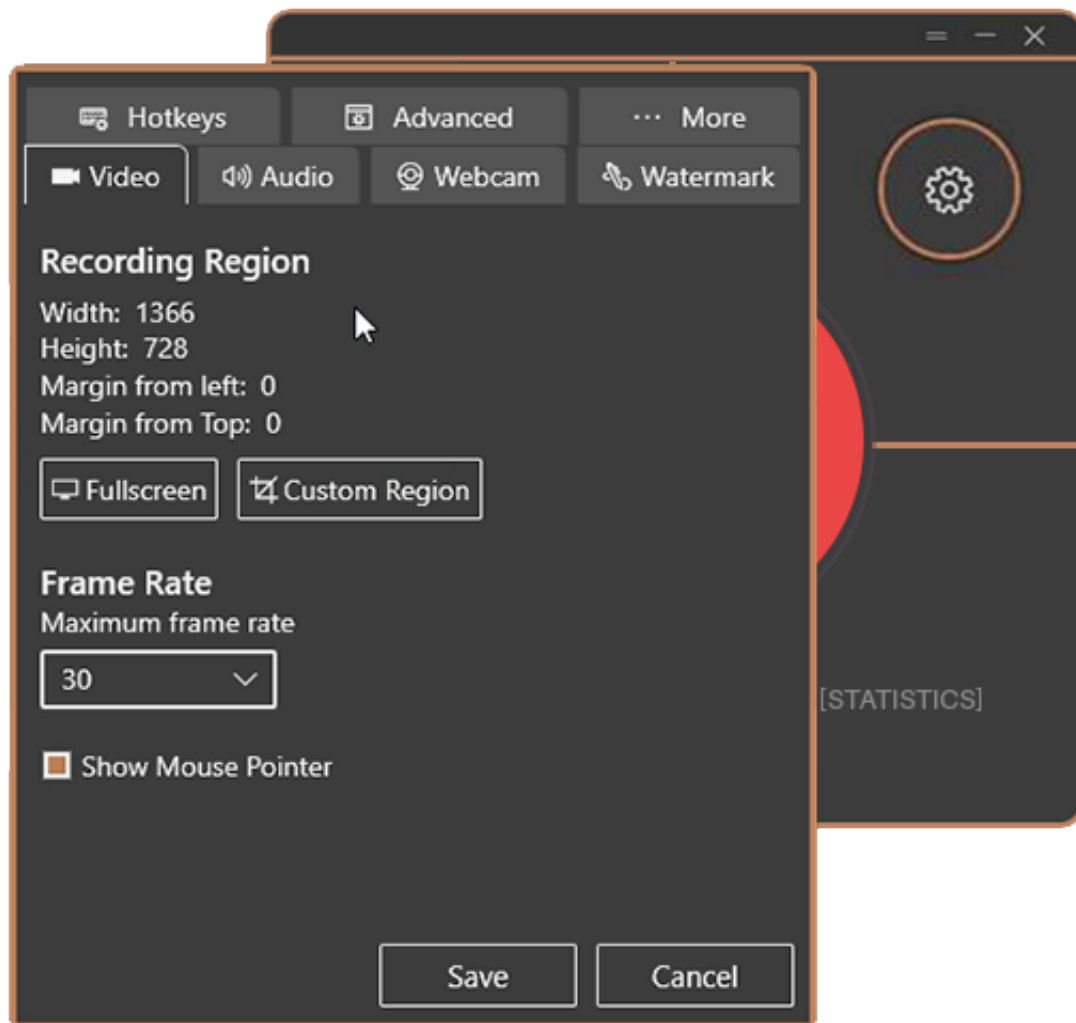 Hotkeys Advanced ··· More
Video Audio Webcam Watermark
Recording Region
Width: 1366
Height: 728
Margin from left: 0
Margin from Top: 0
Fullscreen Custom Region
Frame Rate
Maximum frame rate
30
[STATISTICS]
Show Mouse Pointer
Save Cancel